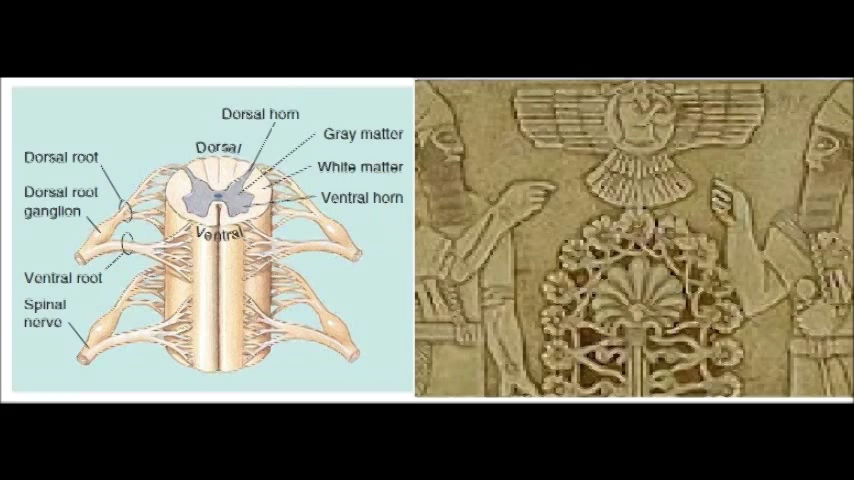 Dorsal horn
Gray matter
Dorsal
Dorsal root
White matter
Dorsal root
ganglion
Ventral horn
Ventral
Ventral root
Spinal
nerve